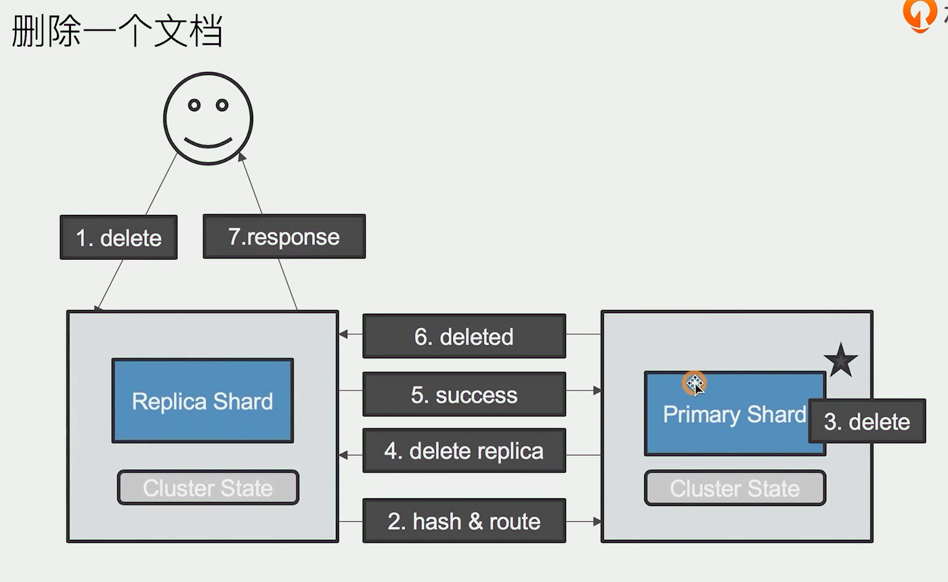 删除一个文档
1. delete
7.response
6. deleted
Replica Shard
5. success
Primary Shard
3. delete
4. delete replica
Cluster State
Cluster State
2. hash & route